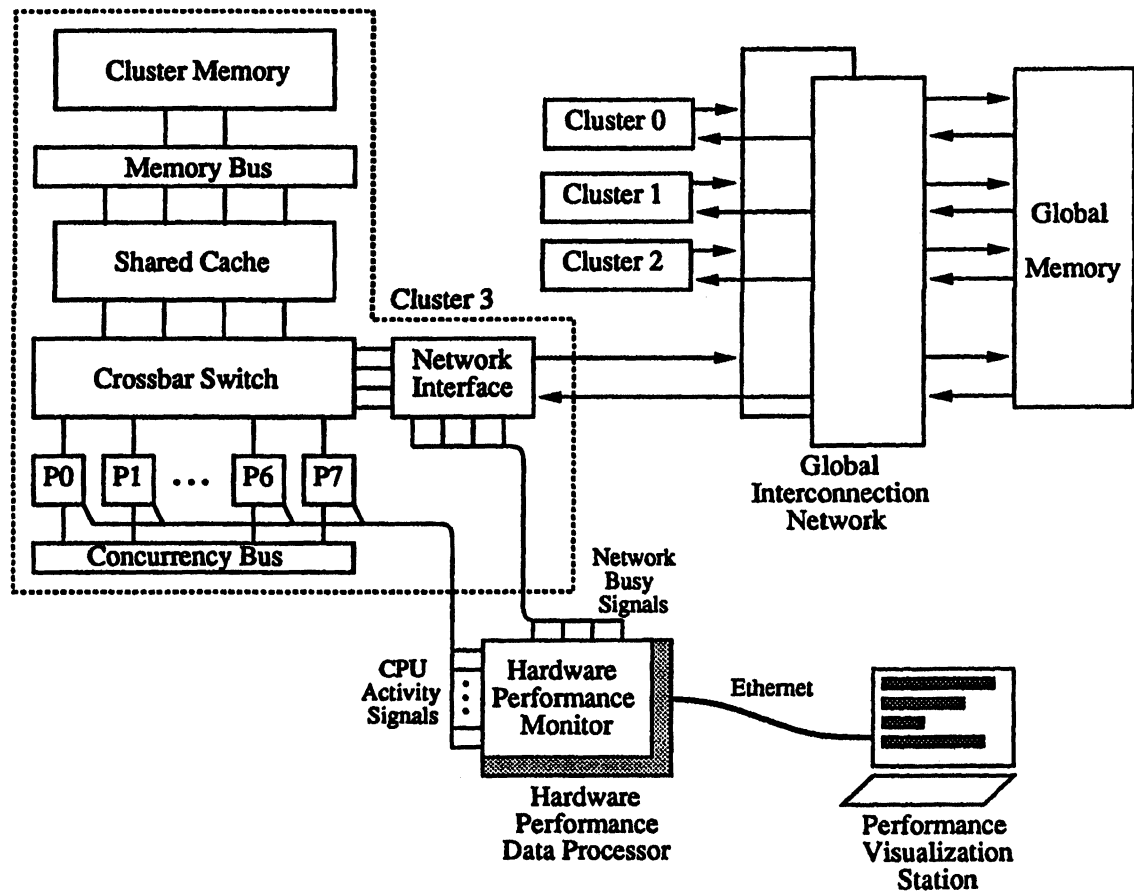 Cluster Memory
Memory Bus
Shared Cache
Cluster 3
Crossbar Switch
Network
Interface
P0
P1
...
P6
P7
Concurrency Bus
Cluster 0
Cluster 1
Cluster 2
Global
Memory
Global
Interconnection
Network
Network
Busy
Signals
CPU
Activity
Signals
Hardware
Performance
Monitor
Ethernet
Hardware
Performance
Data Processor
Performance
Visualization
Station